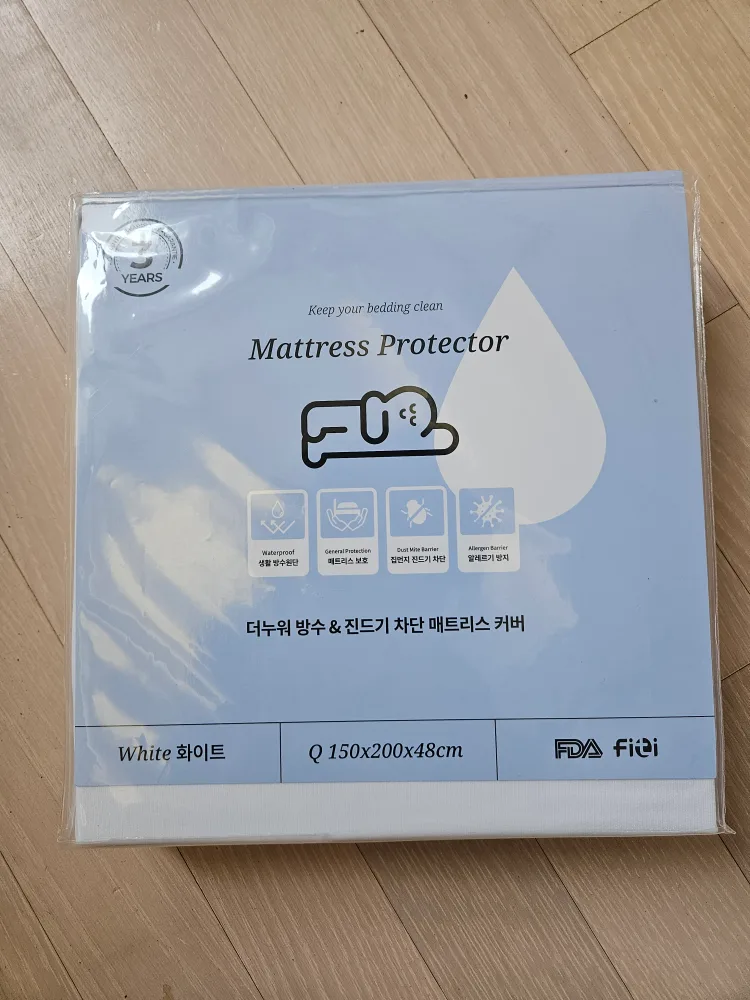 YEARS
Keep your bedding clean
Mattress Protector
Waterproof
생활 방수원단
General Protection
매트리스 보호
Dust Mite Barrier
집먼지 진드기 차단
Allergen Barrier
알레르기 방지
더누워 방수 & 진드기 차단 매트리스 커버
White 화이트
Q 150x200x48cm
FDA fiti